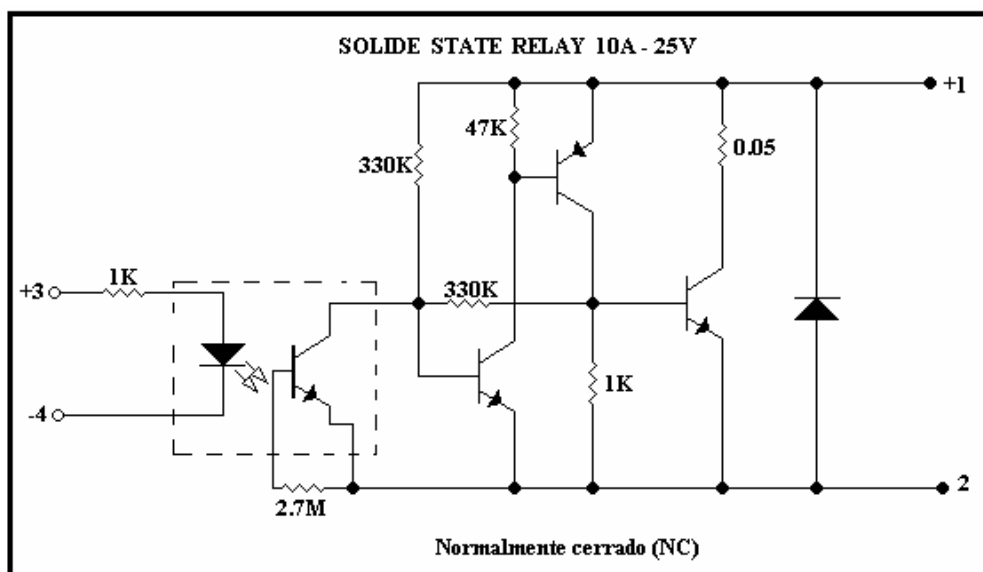 SOLIDE STATE RELAY 10A - 25V
+1
47K
330K
0.05
1K
+3
330K
1K
-4
2.7M
2
Normalmente cerrado (NC)